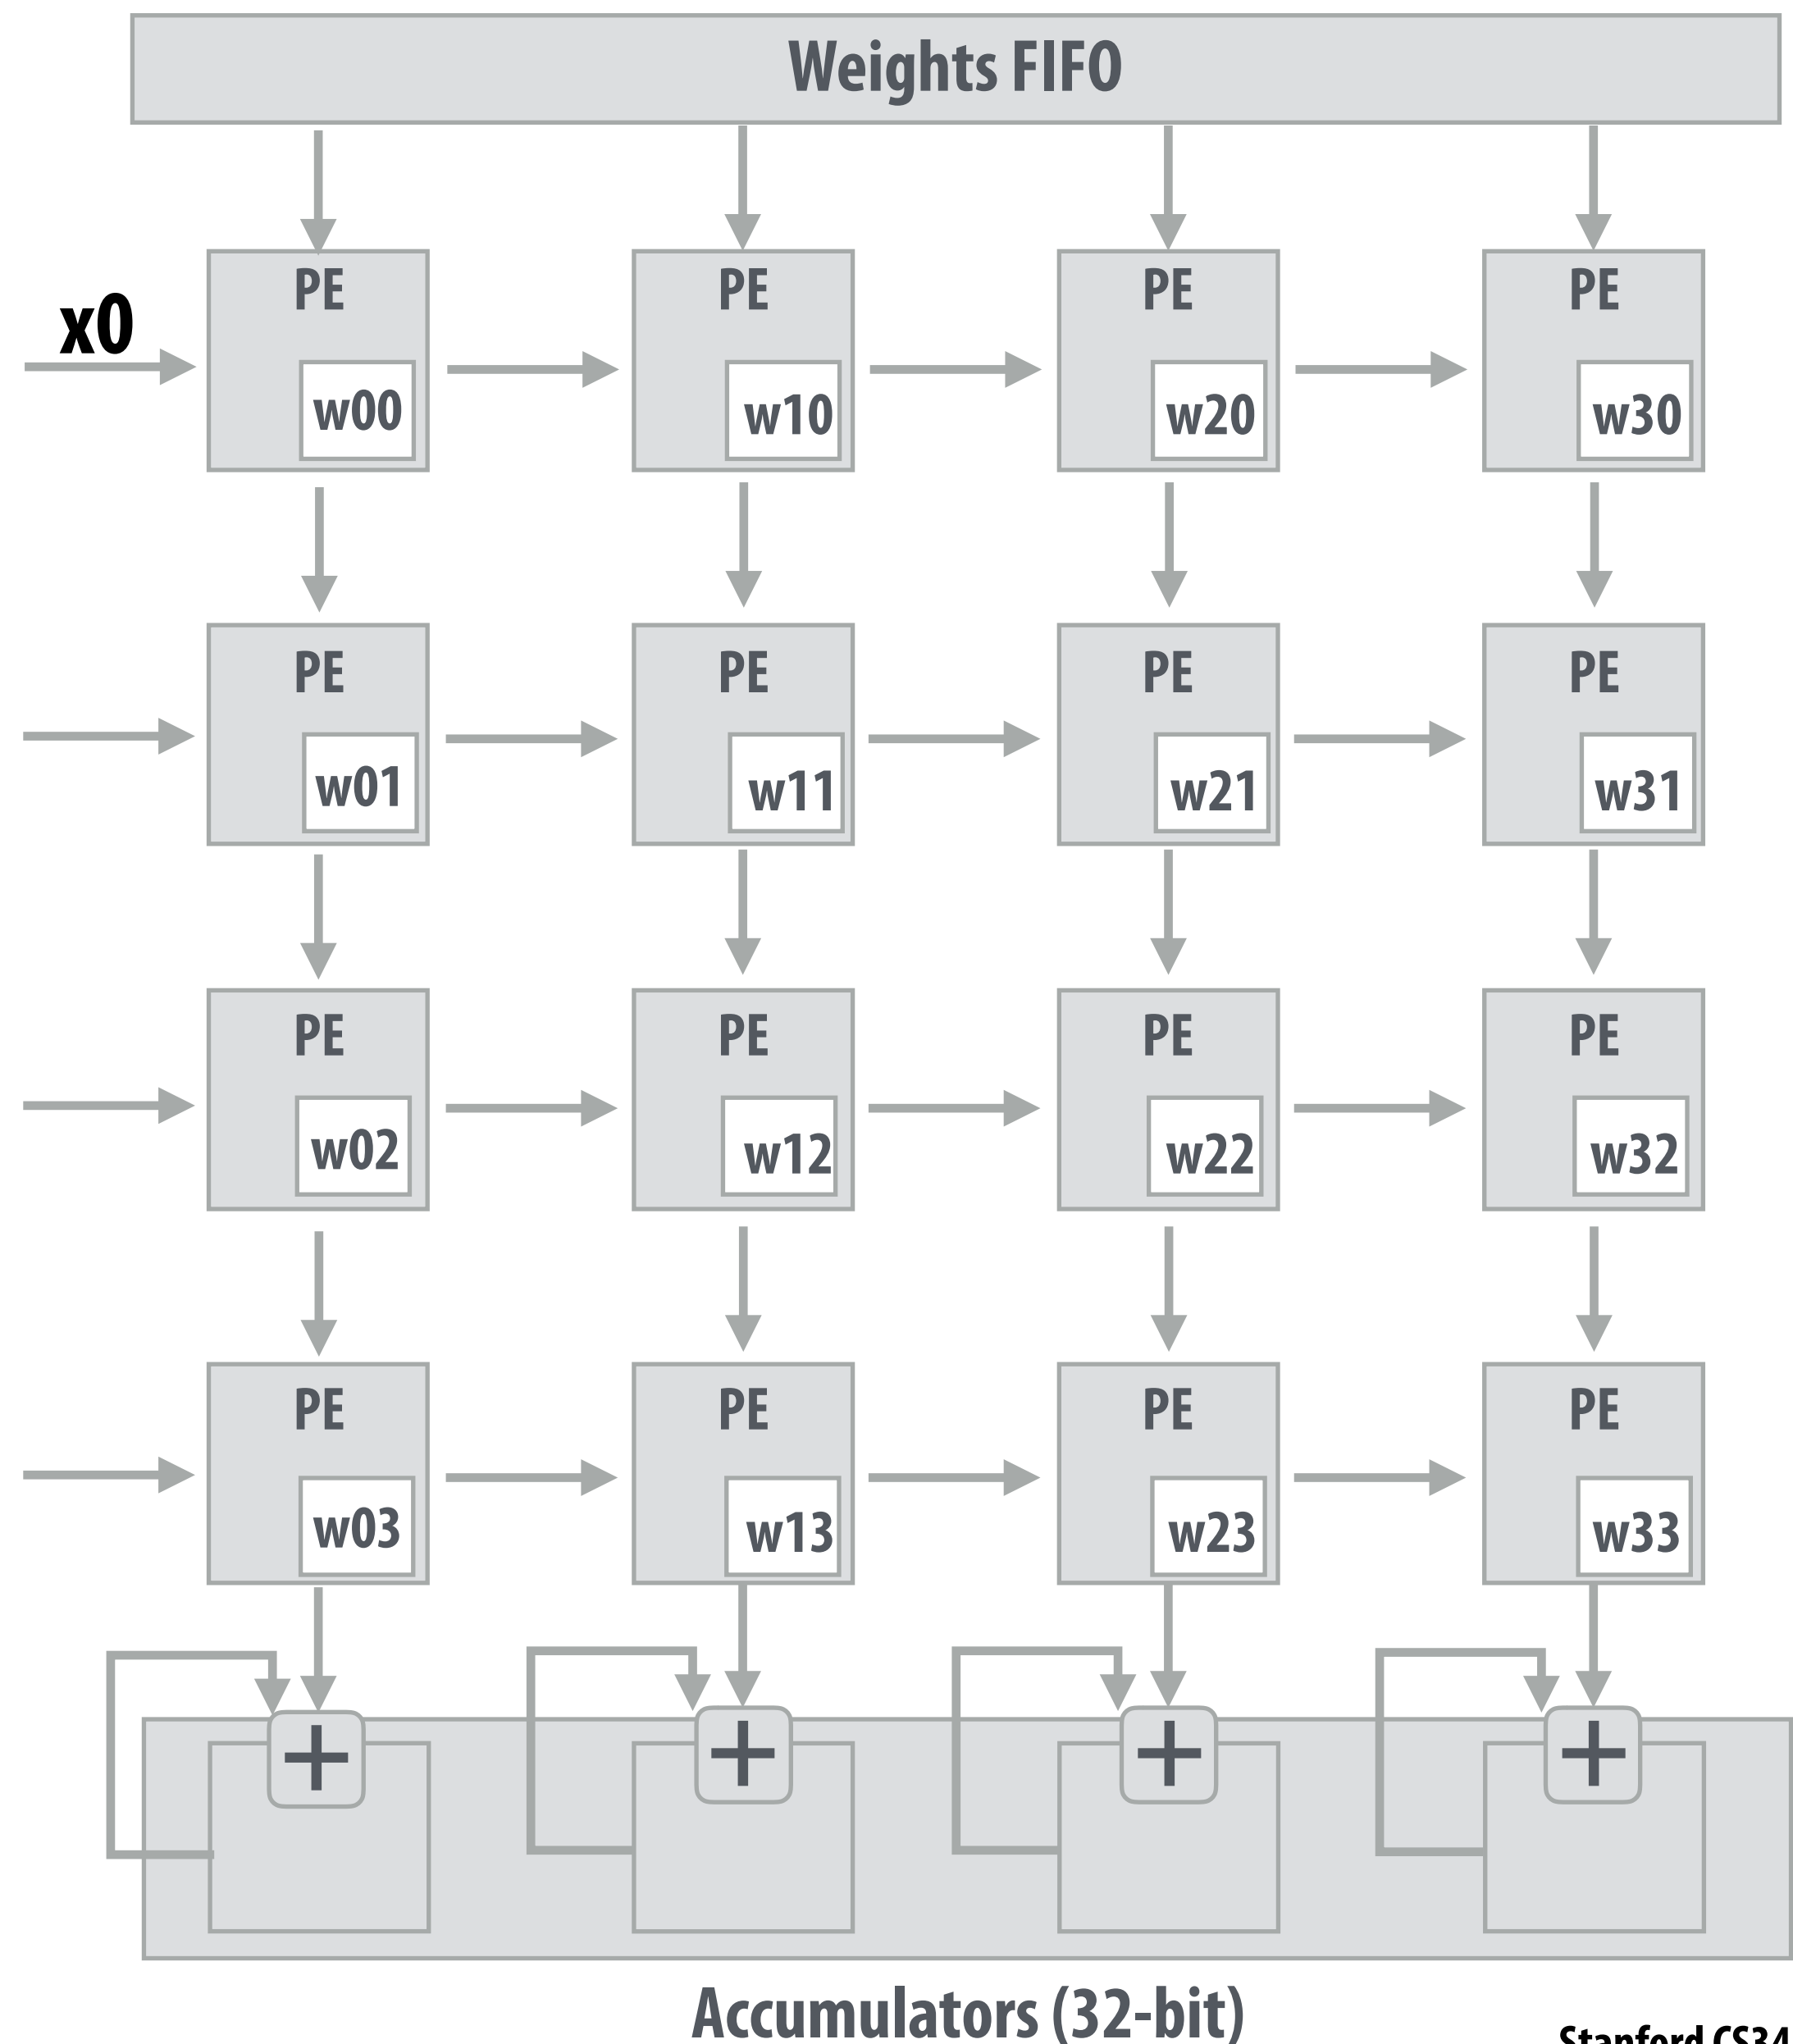 Weights FIFO
PE PE PE PE
x0
w00 w10 w20 w30
PE PE PE PE
w01 w11 w21 w31
PE PE PE PE
w02 w12 w22 w32
PE PE PE PE
w03 w13 w23 w33
+ + + +
Accumulators (32-bit)
Stanford CS34